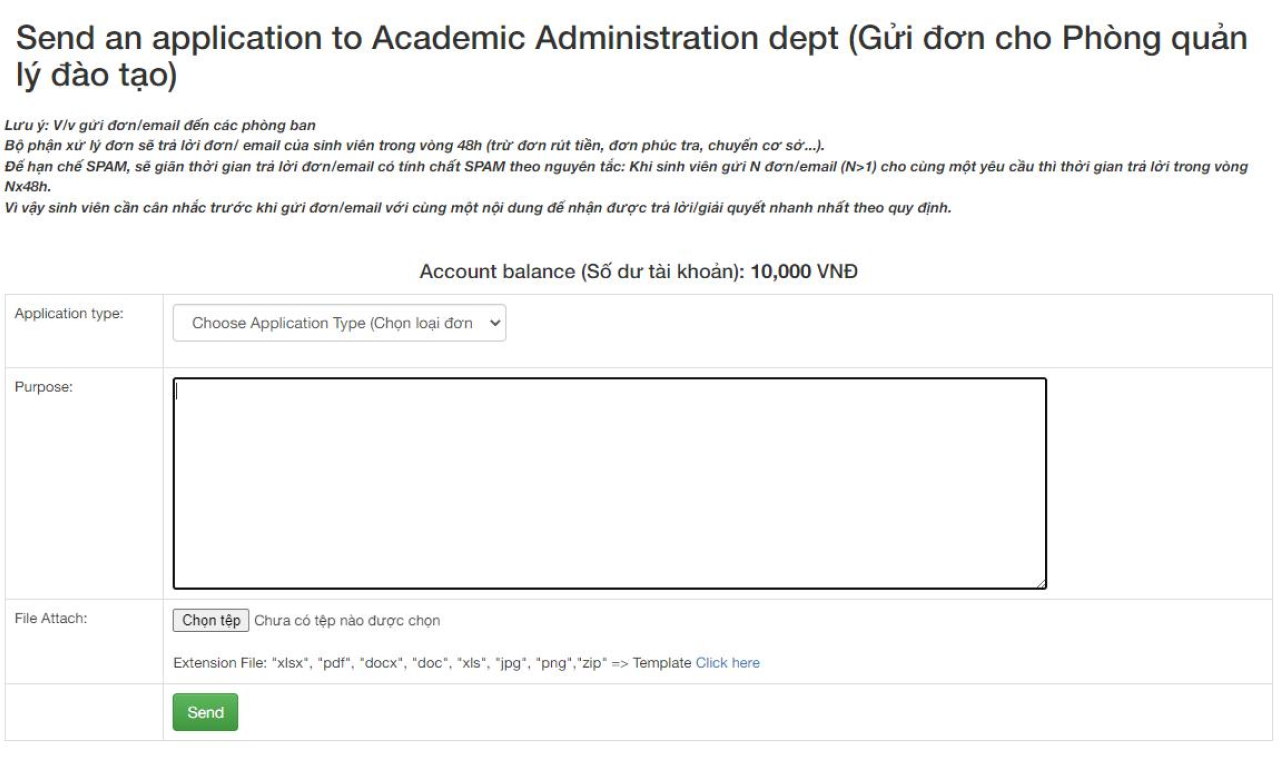 Send an application to Academic Administration dept (Gửi đơn cho Phòng quản
lý đào tạo)
Lưu ý: V/v gửi đơn/email đến các phòng ban
Bộ phận xử lý đơn sẽ trả lời đơn/ email của sinh viên trong vòng 48h (trừ đơn rút tiền, đơn phúc tra, chuyển cơ sở...).
Để hạn chế SPAM, sẽ giãn thời gian trả lời đơn/email có tính chất SPAM theo nguyên tắc: Khi sinh viên gửi N đơn/email (N>1) cho cùng một yêu cầu thì thời gian trả lời trong vòng
Nx48h.
Vì vậy sinh viên cần cân nhắc trước khi gửi đơn/email với cùng một nội dung để nhận được trả lời/giải quyết nhanh nhất theo quy định.
Account balance (Số dư tài khoản): 10,000 VNĐ
Application type:
Choose Application Type (Chọn loại đơn
Purpose:
File Attach:
Chọn tệp Chưa có tệp nào được chọn
Extension File: "xlsx", "pdf", "docx", "doc", "xls", "jpg", "png","zip" => Template Click here
Send